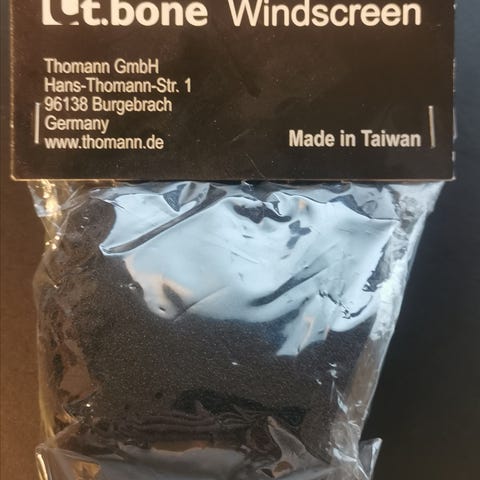 t.bone Windscreen
Thomann GmbH
Hans-Thomann-Str. 1
96138 Burgebrach
Germany
www.thomann.de
Made in Taiwan